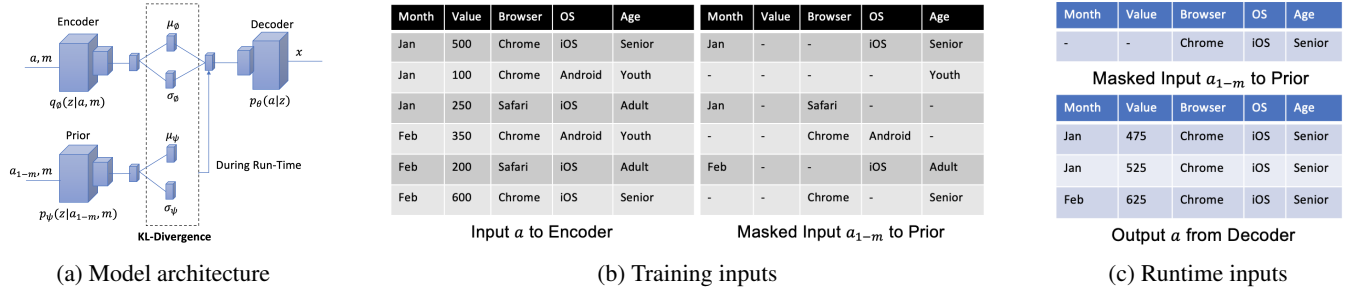 Encoder
Decoder
μ_∅
a, m
x
σ_∅
q_∅(z|a, m)
p_θ(a|z)
Prior
μ_ψ
During Run-Time
a_{1−m}, m
σ_ψ
p_ψ(z|a_{1−m}, m)
KL-Divergence
(a) Model architecture
Month Value Browser OS Age
Jan 500 Chrome iOS Senior
Jan 100 Chrome Android Youth
Jan 250 Safari iOS Adult
Feb 350 Chrome Android Youth
Feb 200 Safari iOS Adult
Feb 600 Chrome iOS Senior
Input a to Encoder
Month Value Browser OS Age
Jan - - iOS Senior
- - - - Youth
Jan - Safari - -
- - Chrome Android -
Feb - - iOS Adult
- - Chrome - Senior
Masked Input a_{1−m} to Prior
(b) Training inputs
Month Value Browser OS Age
- - Chrome iOS Senior
Masked Input a_{1−m} to Prior
Month Value Browser OS Age
Jan 475 Chrome iOS Senior
Jan 525 Chrome iOS Senior
Feb 625 Chrome iOS Senior
Output a from Decoder
(c) Runtime inputs